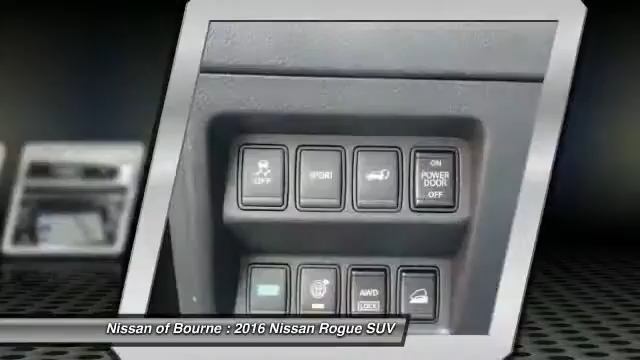 OFF
SPORT
ON
POWER
DOOR
OFF
AWD
LOCK
Nissan of Bourne : 2016 Nissan Rogue SUV